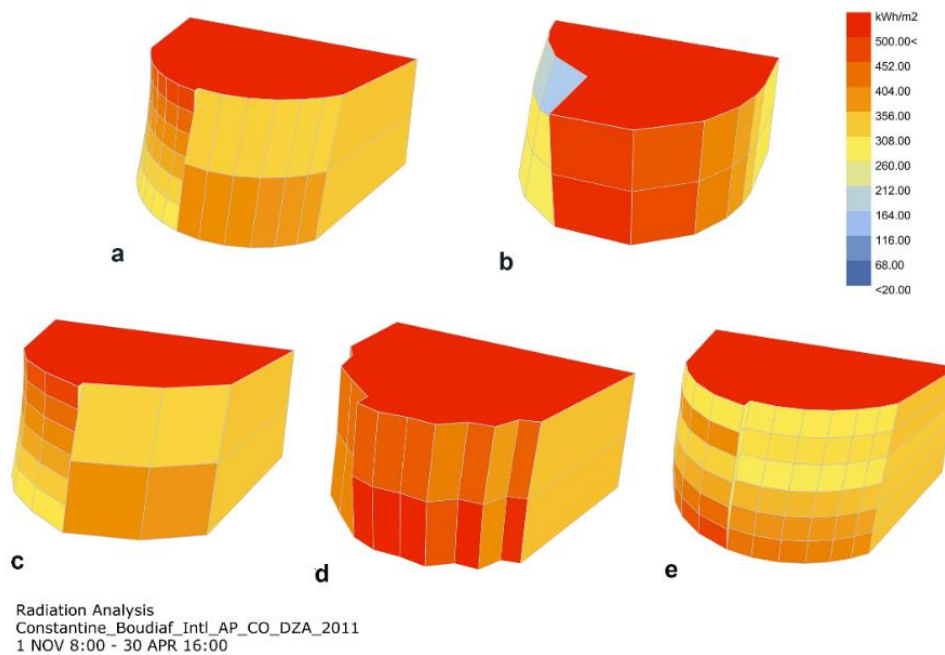 kWh/m2
500.00<
452.00
404.00
356.00
308.00
260.00
212.00
164.00
116.00
68.00
<20.00
a
b
c
d
e
Radiation Analysis
Constantine_Boudiaf_Intl_AP_CO_DZA_2011
1 NOV 8:00 - 30 APR 16:00